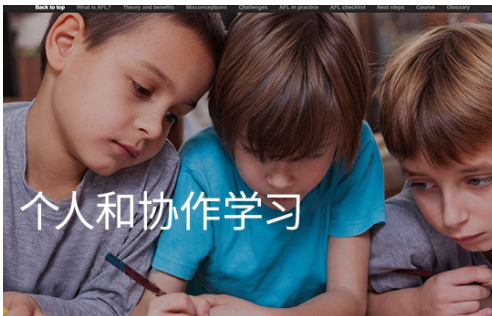 Back to top What is AFL? Theory and benefits Misconceptions Challenges AFL in practice AFL checklist Next steps Course Glossary
个人和协作学习